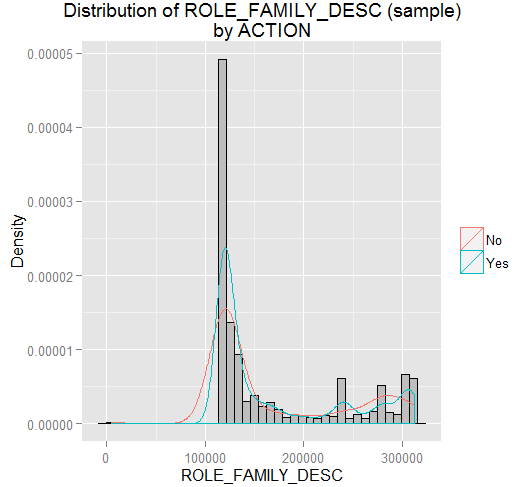 Distribution of ROLE_FAMILY_DESC (sample)
by ACTION
0.00005
0.00004
0.00003
0.00002
0.00001
0.00000
Density
0 100000 200000 300000
ROLE_FAMILY_DESC
No
Yes